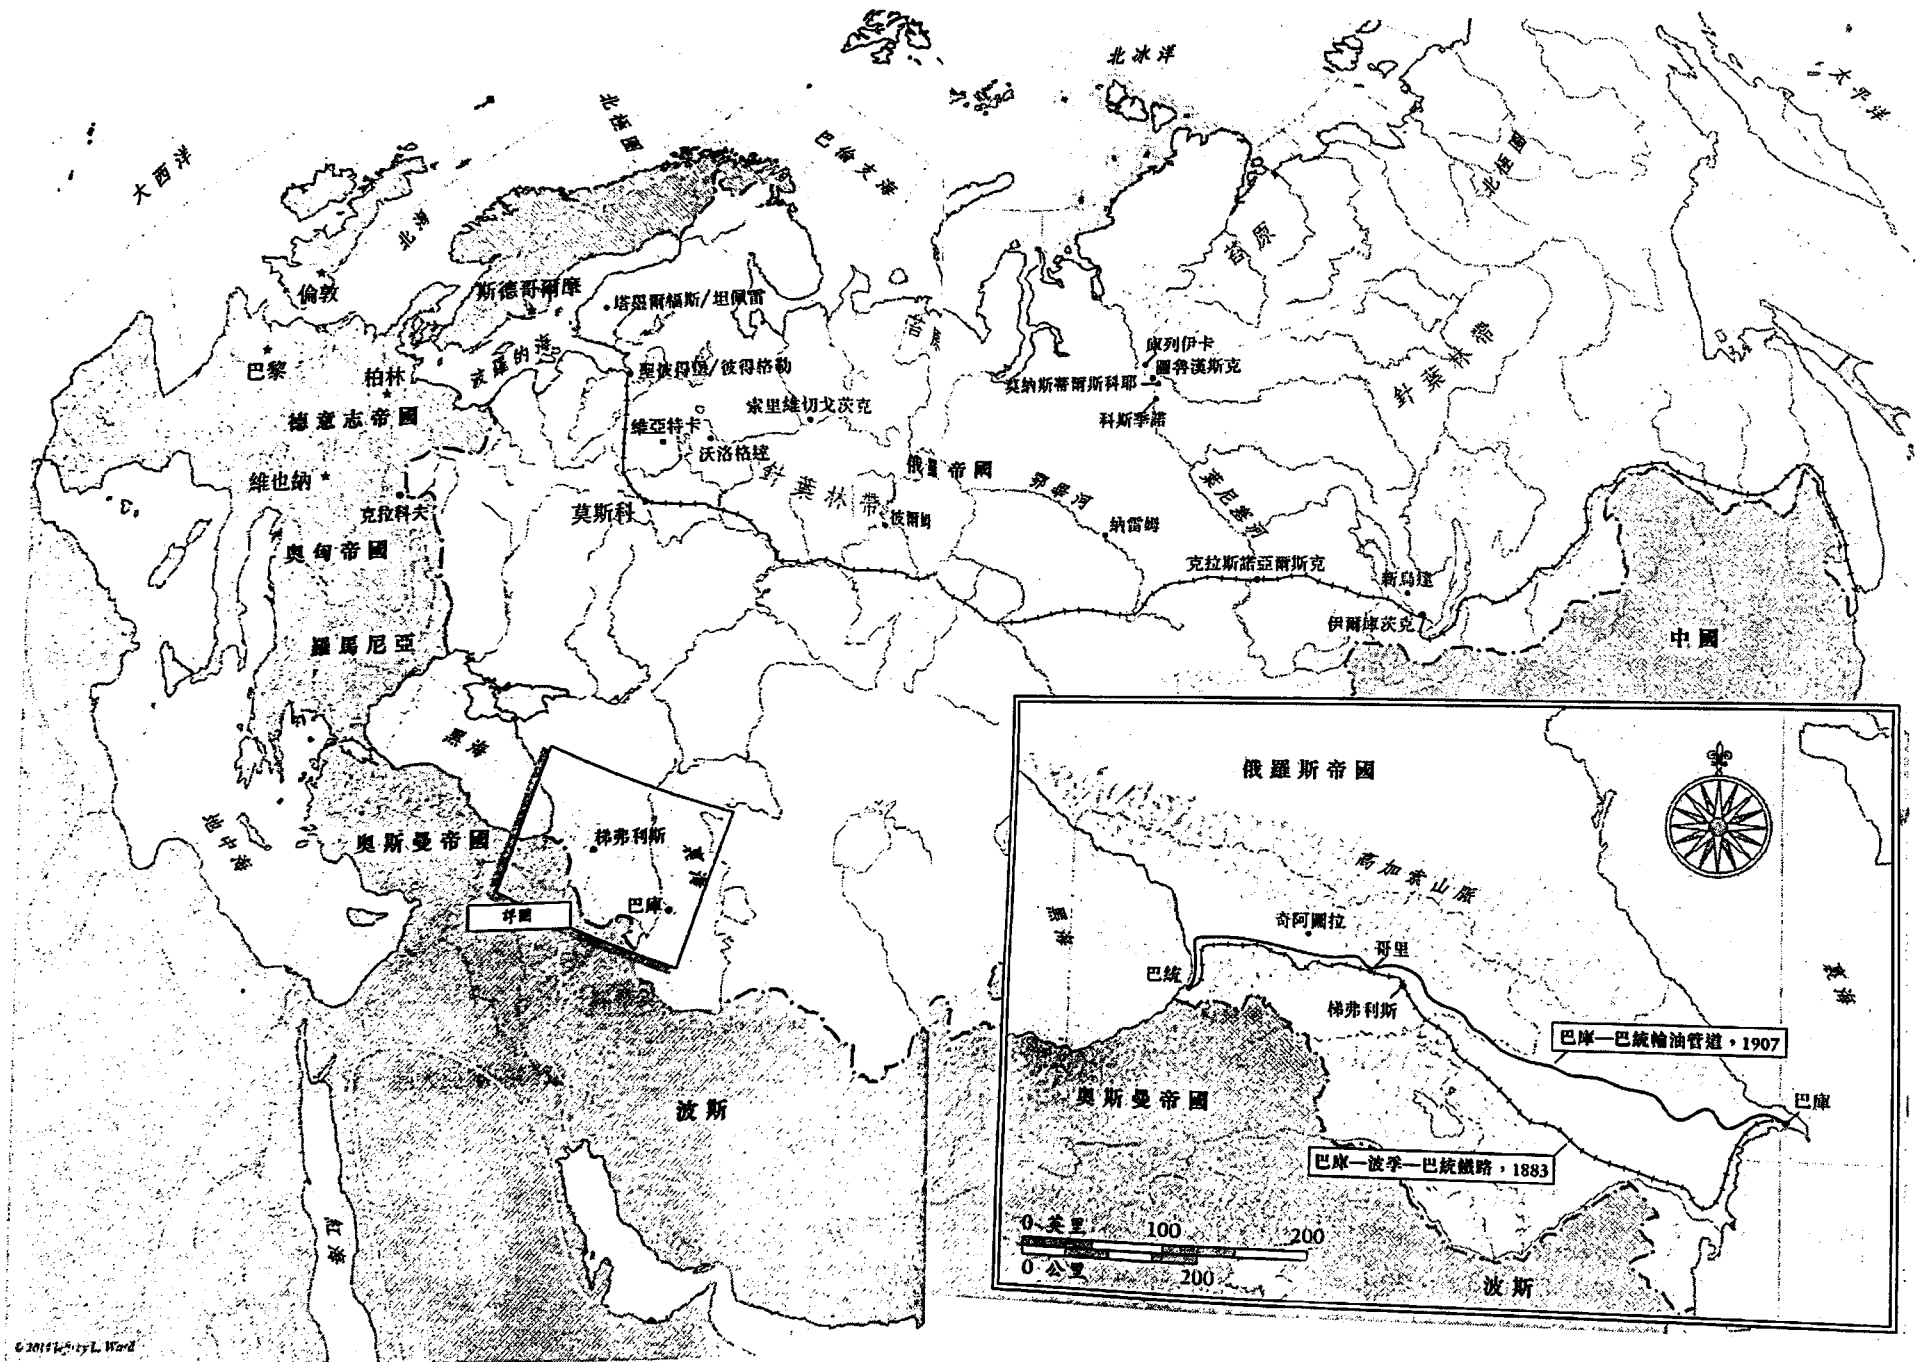 北冰洋
太平洋
北極圈
巴倫支海
北極圈
大西洋
北海
苔原
倫敦
斯德哥爾摩
塔墨爾福斯/坦佩雷
苔原
波羅的海
巴黎
柏林
聖彼得堡/彼得格勒
庫列伊卡
圖魯漢斯克
莫納斯蒂爾斯科耶
針葉林帶
德意志帝國
索里維切戈茨克
科斯季諾
維亞特卡
沃洛格達
維也納
針葉林帶
俄羅帝國
鄂畢河
葉尼塞河
克拉科夫
莫斯科
彼爾姆
納雷姆
奧匈帝國
克拉斯諾亞爾斯克
新烏達
伊爾庫茨克
羅馬尼亞
中國
黑海
地中海
奧斯曼帝國
梯弗利斯
裏海
巴庫
詳圖
波斯
紅海
俄羅斯帝國
高加索山脈
黑海
奇阿圖拉
哥里
巴統
梯弗利斯
裏海
巴庫—巴統輸油管道，1907
奧斯曼帝國
巴庫
巴庫—波季—巴統鐵路，1883
0 英里 100 200
0 公里 200
波斯
© 2014 Jeffrey L. Ward